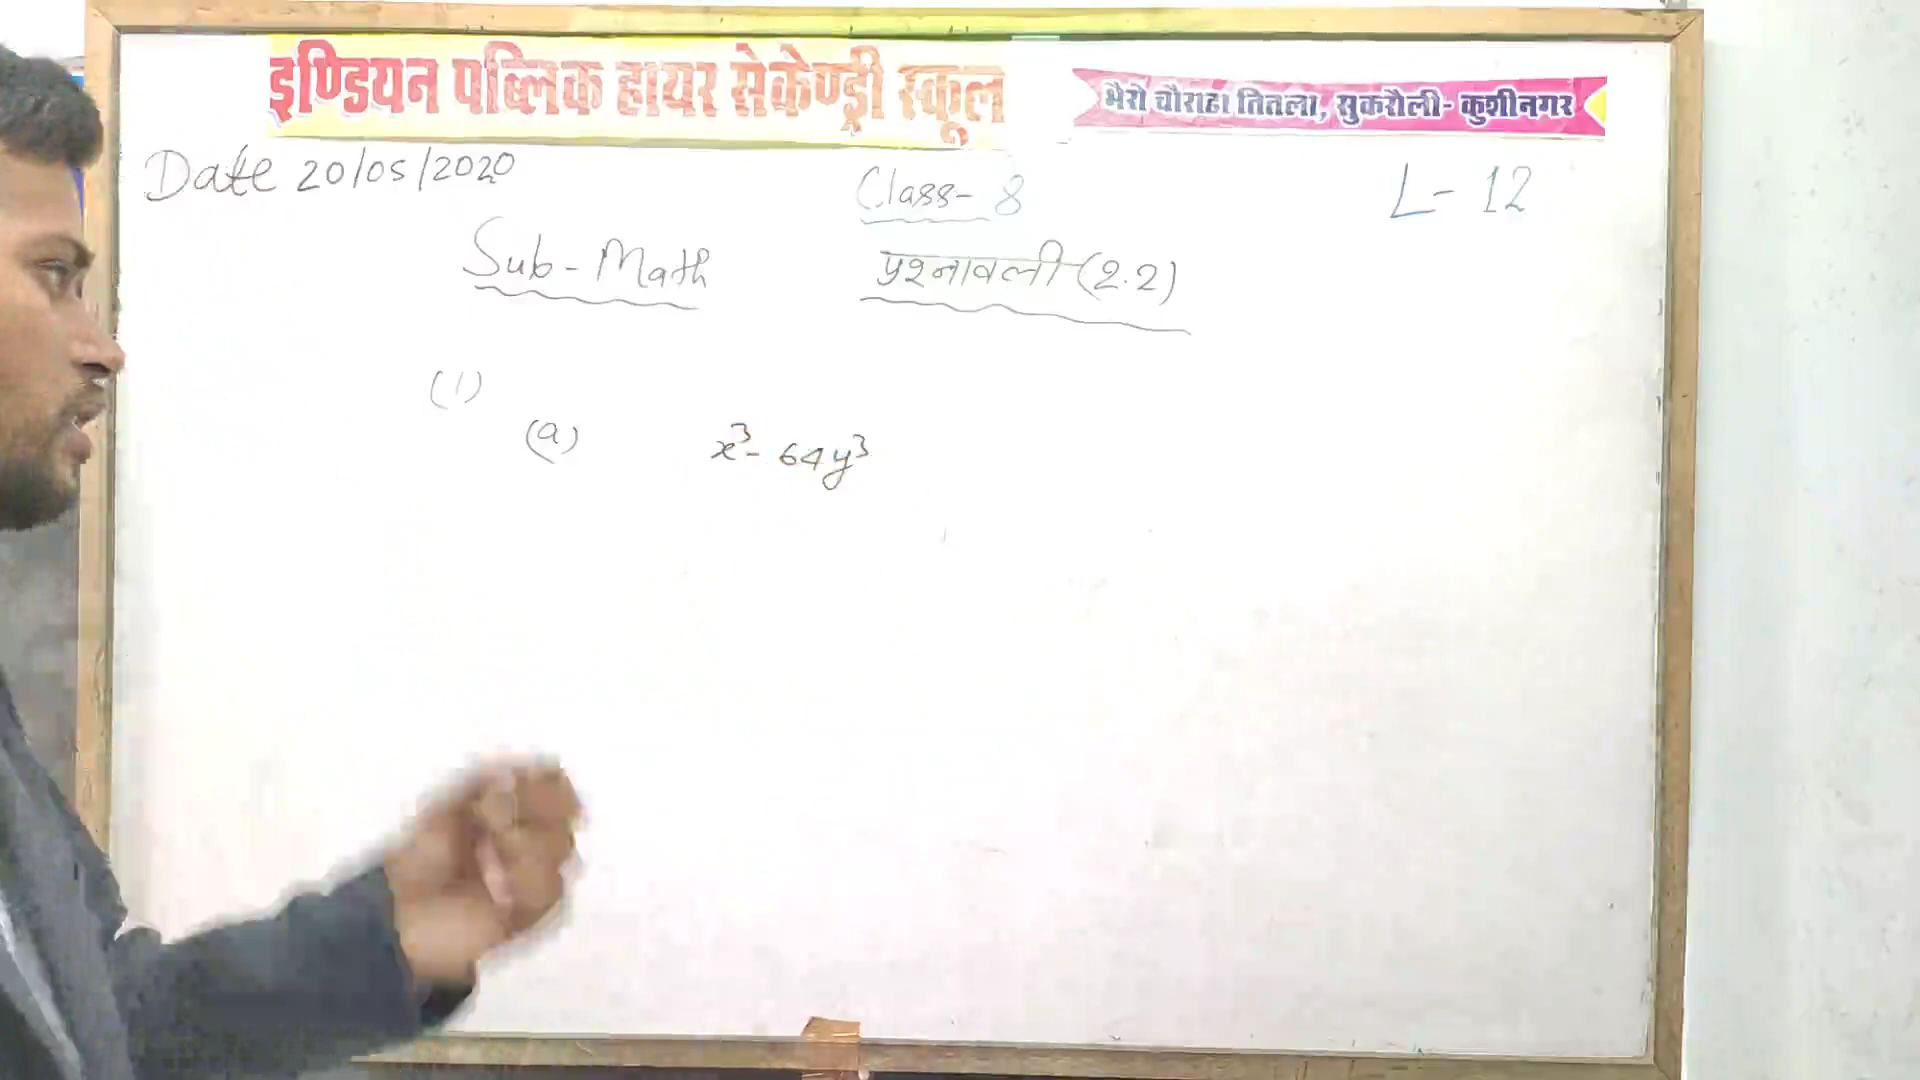 इण्डियन पब्लिक हायर सेकेण्ड्री स्कूल
भैरो चौराहा तितला, सुकरौली- कुशीनगर
Date 20/05/2020
Class- 8
L- 12
Sub- Math
प्रश्नावली (2.2)
(1)
(a) x³- 64y³